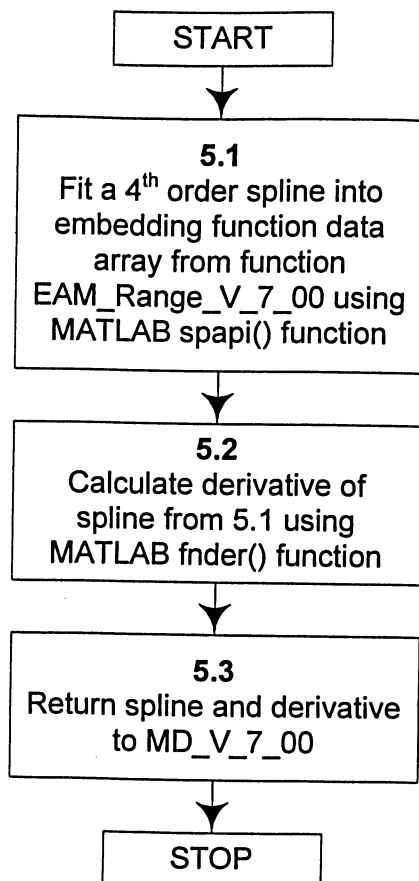 START
5.1
Fit a 4th order spline into
embedding function data
array from function
EAM_Range_V_7_00 using
MATLAB spapi() function
5.2
Calculate derivative of
spline from 5.1 using
MATLAB fnder() function
5.3
Return spline and derivative
to MD_V_7_00
STOP